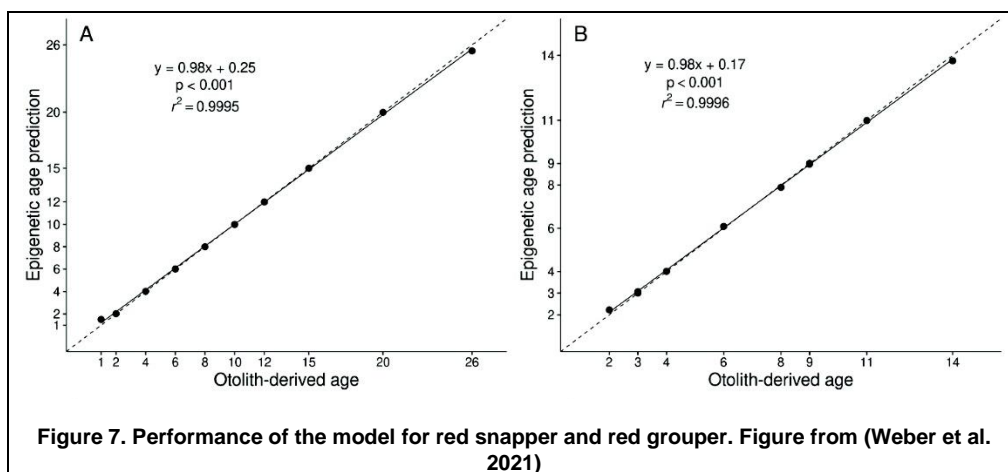 A
y = 0.98x + 0.25
p < 0.001
r² = 0.9995
Epigenetic age prediction
26
20
15
12
10
8
6
4
2
1
1 2 4 6 8 10 12 15 20 26
Otolith-derived age
B
y = 0.98x + 0.17
p < 0.001
r² = 0.9996
Epigenetic age prediction
14
11
9
8
6
4
3
2
2 3 4 6 8 9 11 14
Otolith-derived age
Figure 7. Performance of the model for red snapper and red grouper. Figure from (Weber et al.
2021)